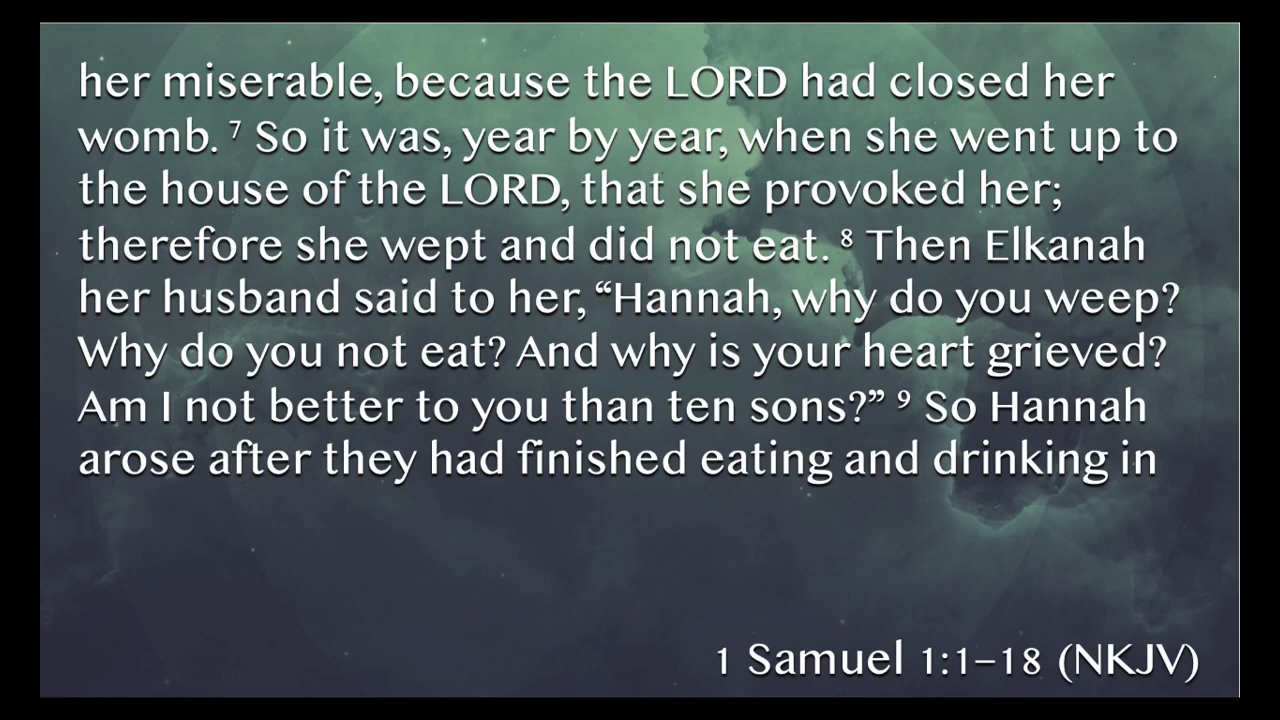 her miserable, because the LORD had closed her
womb. ⁷ So it was, year by year, when she went up to
the house of the LORD, that she provoked her;
therefore she wept and did not eat. ⁸ Then Elkanah
her husband said to her, “Hannah, why do you weep?
Why do you not eat? And why is your heart grieved?
Am I not better to you than ten sons?” ⁹ So Hannah
arose after they had finished eating and drinking in
1 Samuel 1:1–18 (NKJV)